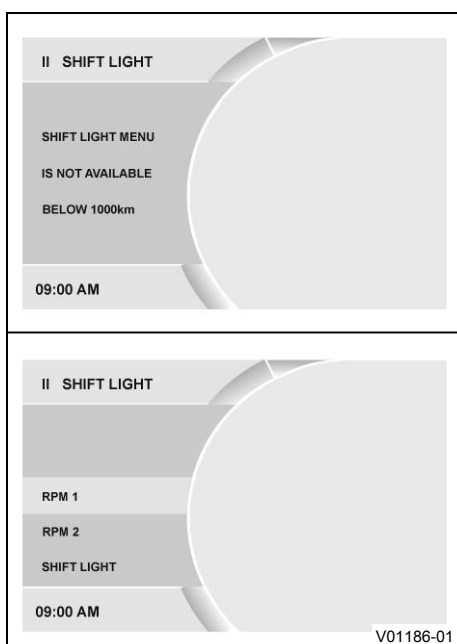 II SHIFT LIGHT
SHIFT LIGHT MENU
IS NOT AVAILABLE
BELOW 1000km
09:00 AM
II SHIFT LIGHT
RPM 1
RPM 2
SHIFT LIGHT
09:00 AM
V01186-01